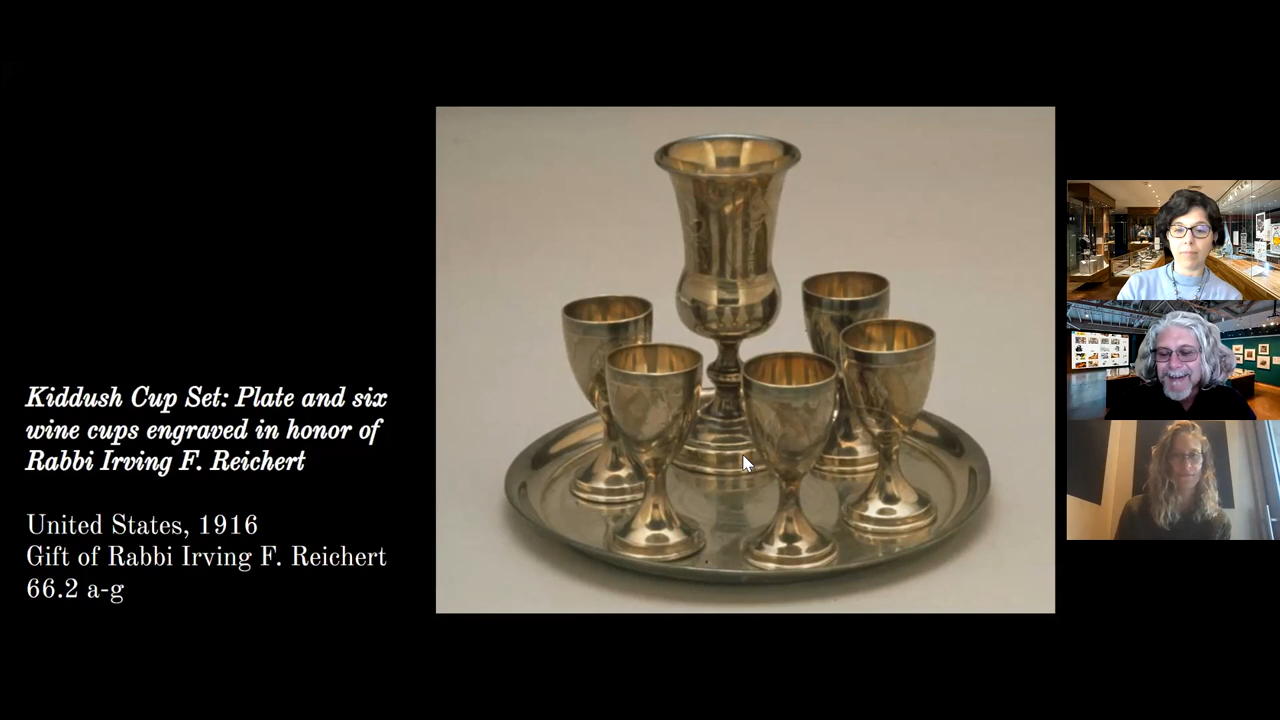 Kiddush Cup Set: Plate and six
wine cups engraved in honor of
Rabbi Irving F. Reichert
United States, 1916
Gift of Rabbi Irving F. Reichert
66.2 a-g